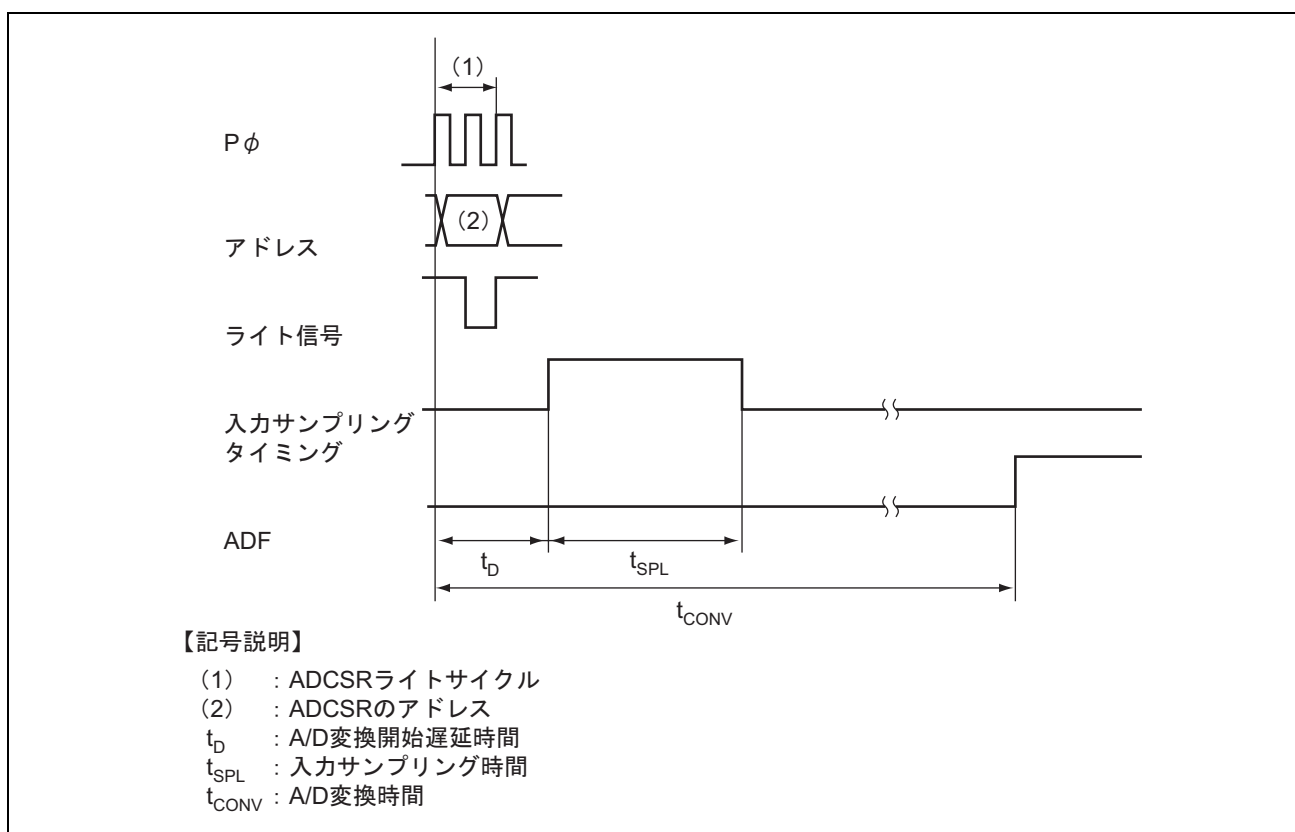 （1）
Pφ
（2）
アドレス
ライト信号
入力サンプリング
タイミング
ADF
tD
tSPL
tCONV
【記号説明】
（1） : ADCSRライトサイクル
（2） : ADCSRのアドレス
tD : A/D変換開始遅延時間
tSPL : 入力サンプリング時間
tCONV : A/D変換時間